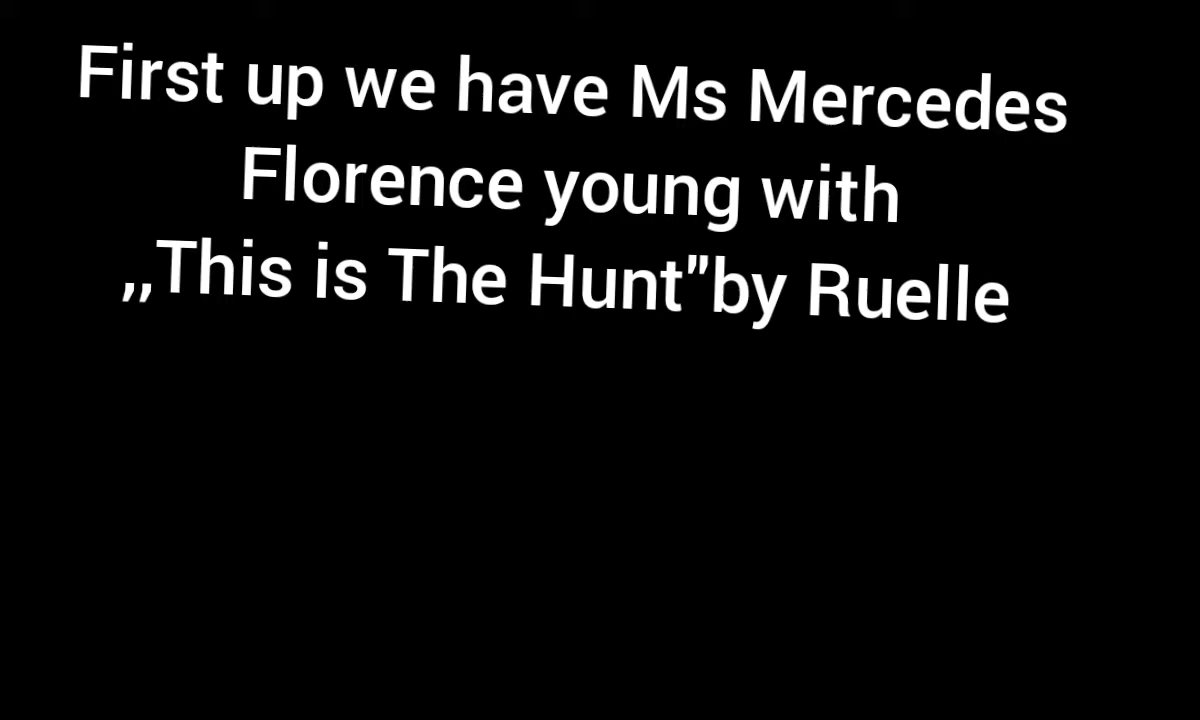 First up we have Ms Mercedes
Florence young with
,,This is The Hunt"by Ruelle